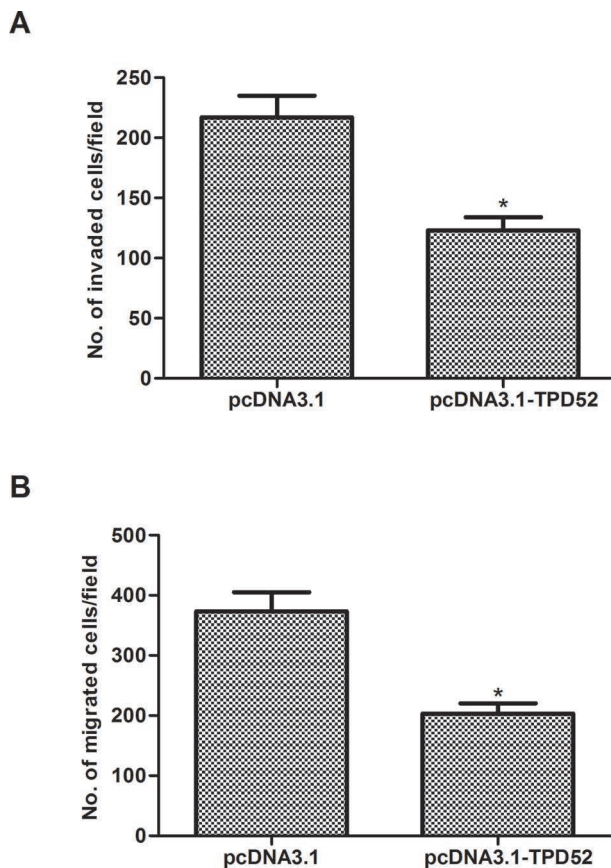 A
No. of invaded cells/field
250
200
150
100
50
0
*
pcDNA3.1 pcDNA3.1-TPD52
B
No. of migrated cells/field
500
400
300
200
100
0
*
pcDNA3.1 pcDNA3.1-TPD52